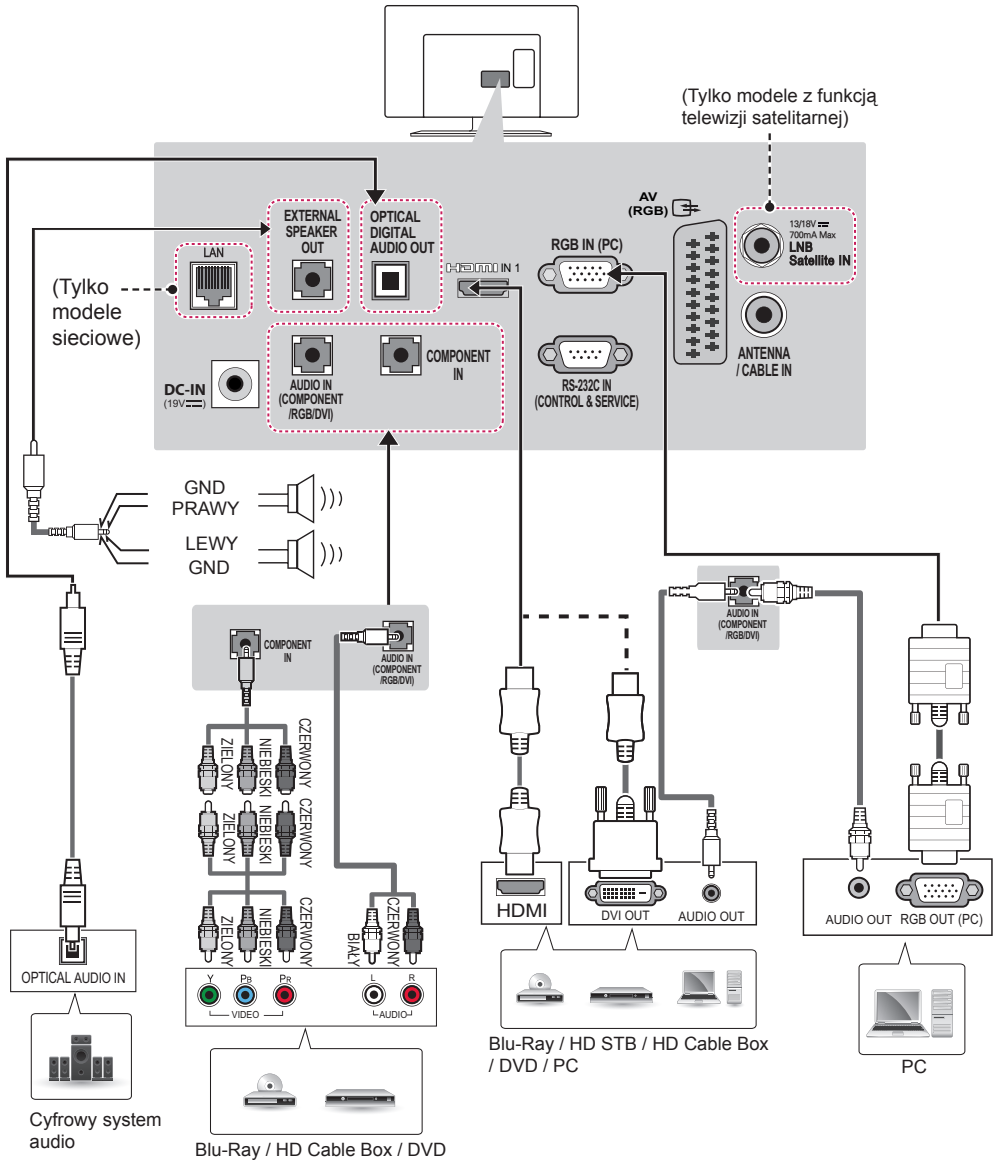 (Tylko modele z funkcją
telewizji satelitarnej)
EXTERNAL
SPEAKER
OUT
OPTICAL
DIGITAL
AUDIO OUT
LAN
HDMI IN 1
RGB IN (PC)
AV
(RGB)
13/18V
700mA Max
LNB
Satellite IN
(Tylko
modele
sieciowe)
DC-IN
(19V)
AUDIO IN
(COMPONENT
/RGB/DVI)
COMPONENT
IN
RS-232C IN
(CONTROL & SERVICE)
ANTENNA
/ CABLE IN
GND
PRAWY
LEWY
GND
COMPONENT
IN
AUDIO IN
(COMPONENT
/RGB/DVI)
AUDIO IN
(COMPONENT
/RGB/DVI)
ZIELONY
NIEBIESKI
CZERWONY
ZIELONY
NIEBIESKI
CZERWONY
ZIELONY
NIEBIESKI
CZERWONY
BIAŁY
CZERWONY
OPTICAL AUDIO IN
Y
PB
PR
VIDEO
L
R
AUDIO
HDMI
DVI OUT
AUDIO OUT
AUDIO OUT
RGB OUT (PC)
Cyfrowy system
audio
Blu-Ray / HD Cable Box / DVD
Blu-Ray / HD STB / HD Cable Box
/ DVD / PC
PC